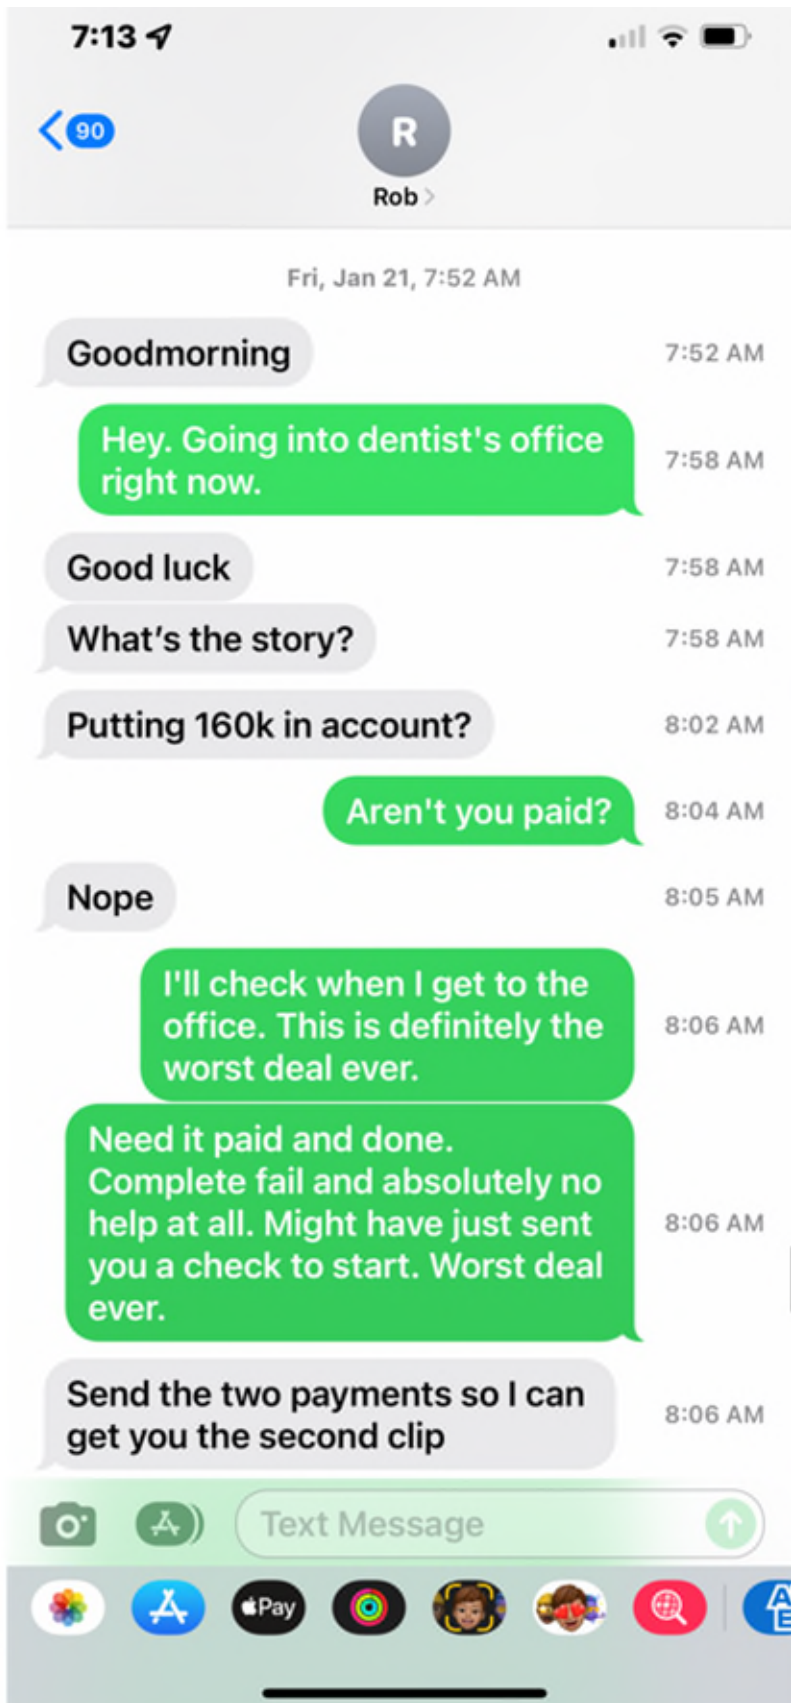 7:13
90
R
Rob
Fri, Jan 21, 7:52 AM
Goodmorning
7:52 AM
Hey. Going into dentist's office
right now.
7:58 AM
Good luck
7:58 AM
What's the story?
7:58 AM
Putting 160k in account?
8:02 AM
Aren't you paid?
8:04 AM
Nope
8:05 AM
I'll check when I get to the
office. This is definitely the
worst deal ever.
8:06 AM
Need it paid and done.
Complete fail and absolutely no
help at all. Might have just sent
you a check to start. Worst deal
ever.
8:06 AM
Send the two payments so I can
get you the second clip
8:06 AM
Text Message
Pay